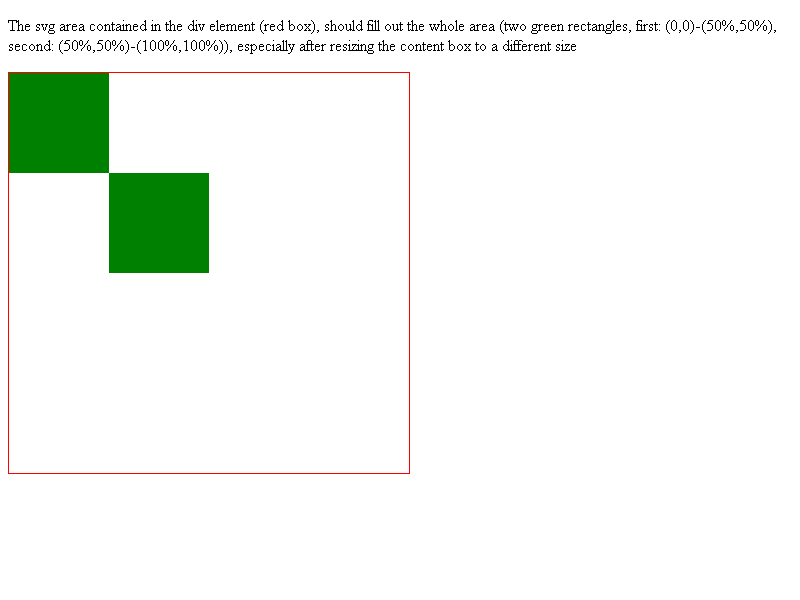 The svg area contained in the div element (red box), should fill out the whole area (two green rectangles, first: (0,0)-(50%,50%),
second: (50%,50%)-(100%,100%)), especially after resizing the content box to a different size